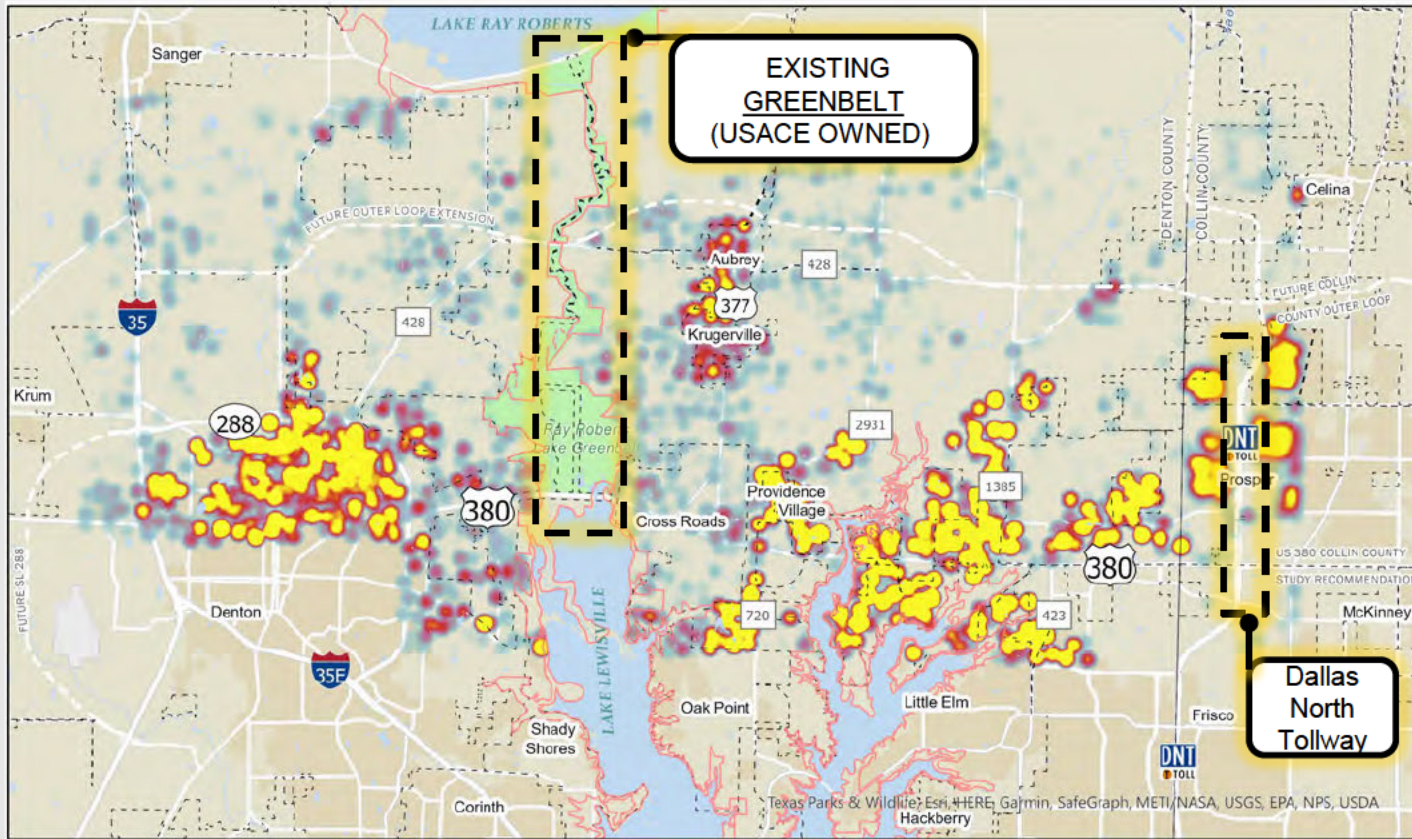 LAKE RAY ROBERTS
Sanger
EXISTING
GREENBELT
(USACE OWNED)
DENTON COUNTY
COLLIN COUNTY
Celina
FUTURE OUTER LOOP EXTENSION
Aubrey
428
377
FUTURE COLLIN
COUNTY OUTER LOOP
35
428
Krugerville
Krum
288
2931
Ray Roberts
Lake Greenbelt
DNT
TOLL
Prosper
380
Providence
Village
1385
Cross Roads
380
US 380 COLLIN COUNTY
STUDY RECOMMENDATION
FUTURE SL 288
Denton
720
423
McKinney
35E
LAKE LEWISVILLE
Oak Point
Little Elm
Frisco
Dallas
North
Tollway
Shady
Shores
DNT
TOLL
Corinth
Texas Parks & Wildlife, Esri, HERE, Garmin, SafeGraph, METI/NASA, USGS, EPA, NPS, USDA
Hackberry